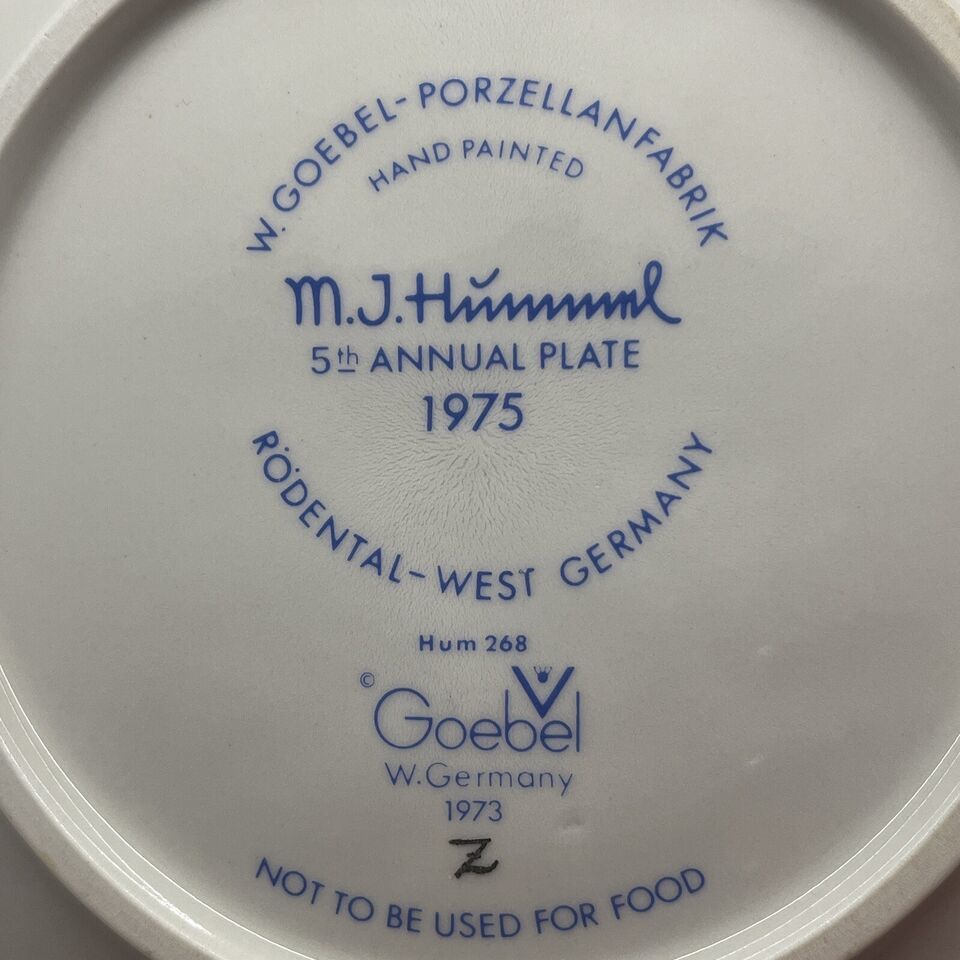 W. GOEBEL-PORZELLANFABRIK
HAND PAINTED
M.J. Hummel
5th ANNUAL PLATE
1975
RÖDENTAL-WEST GERMANY
Hum 268
© Goebel
W. Germany
1973
Z
NOT TO BE USED FOR FOOD